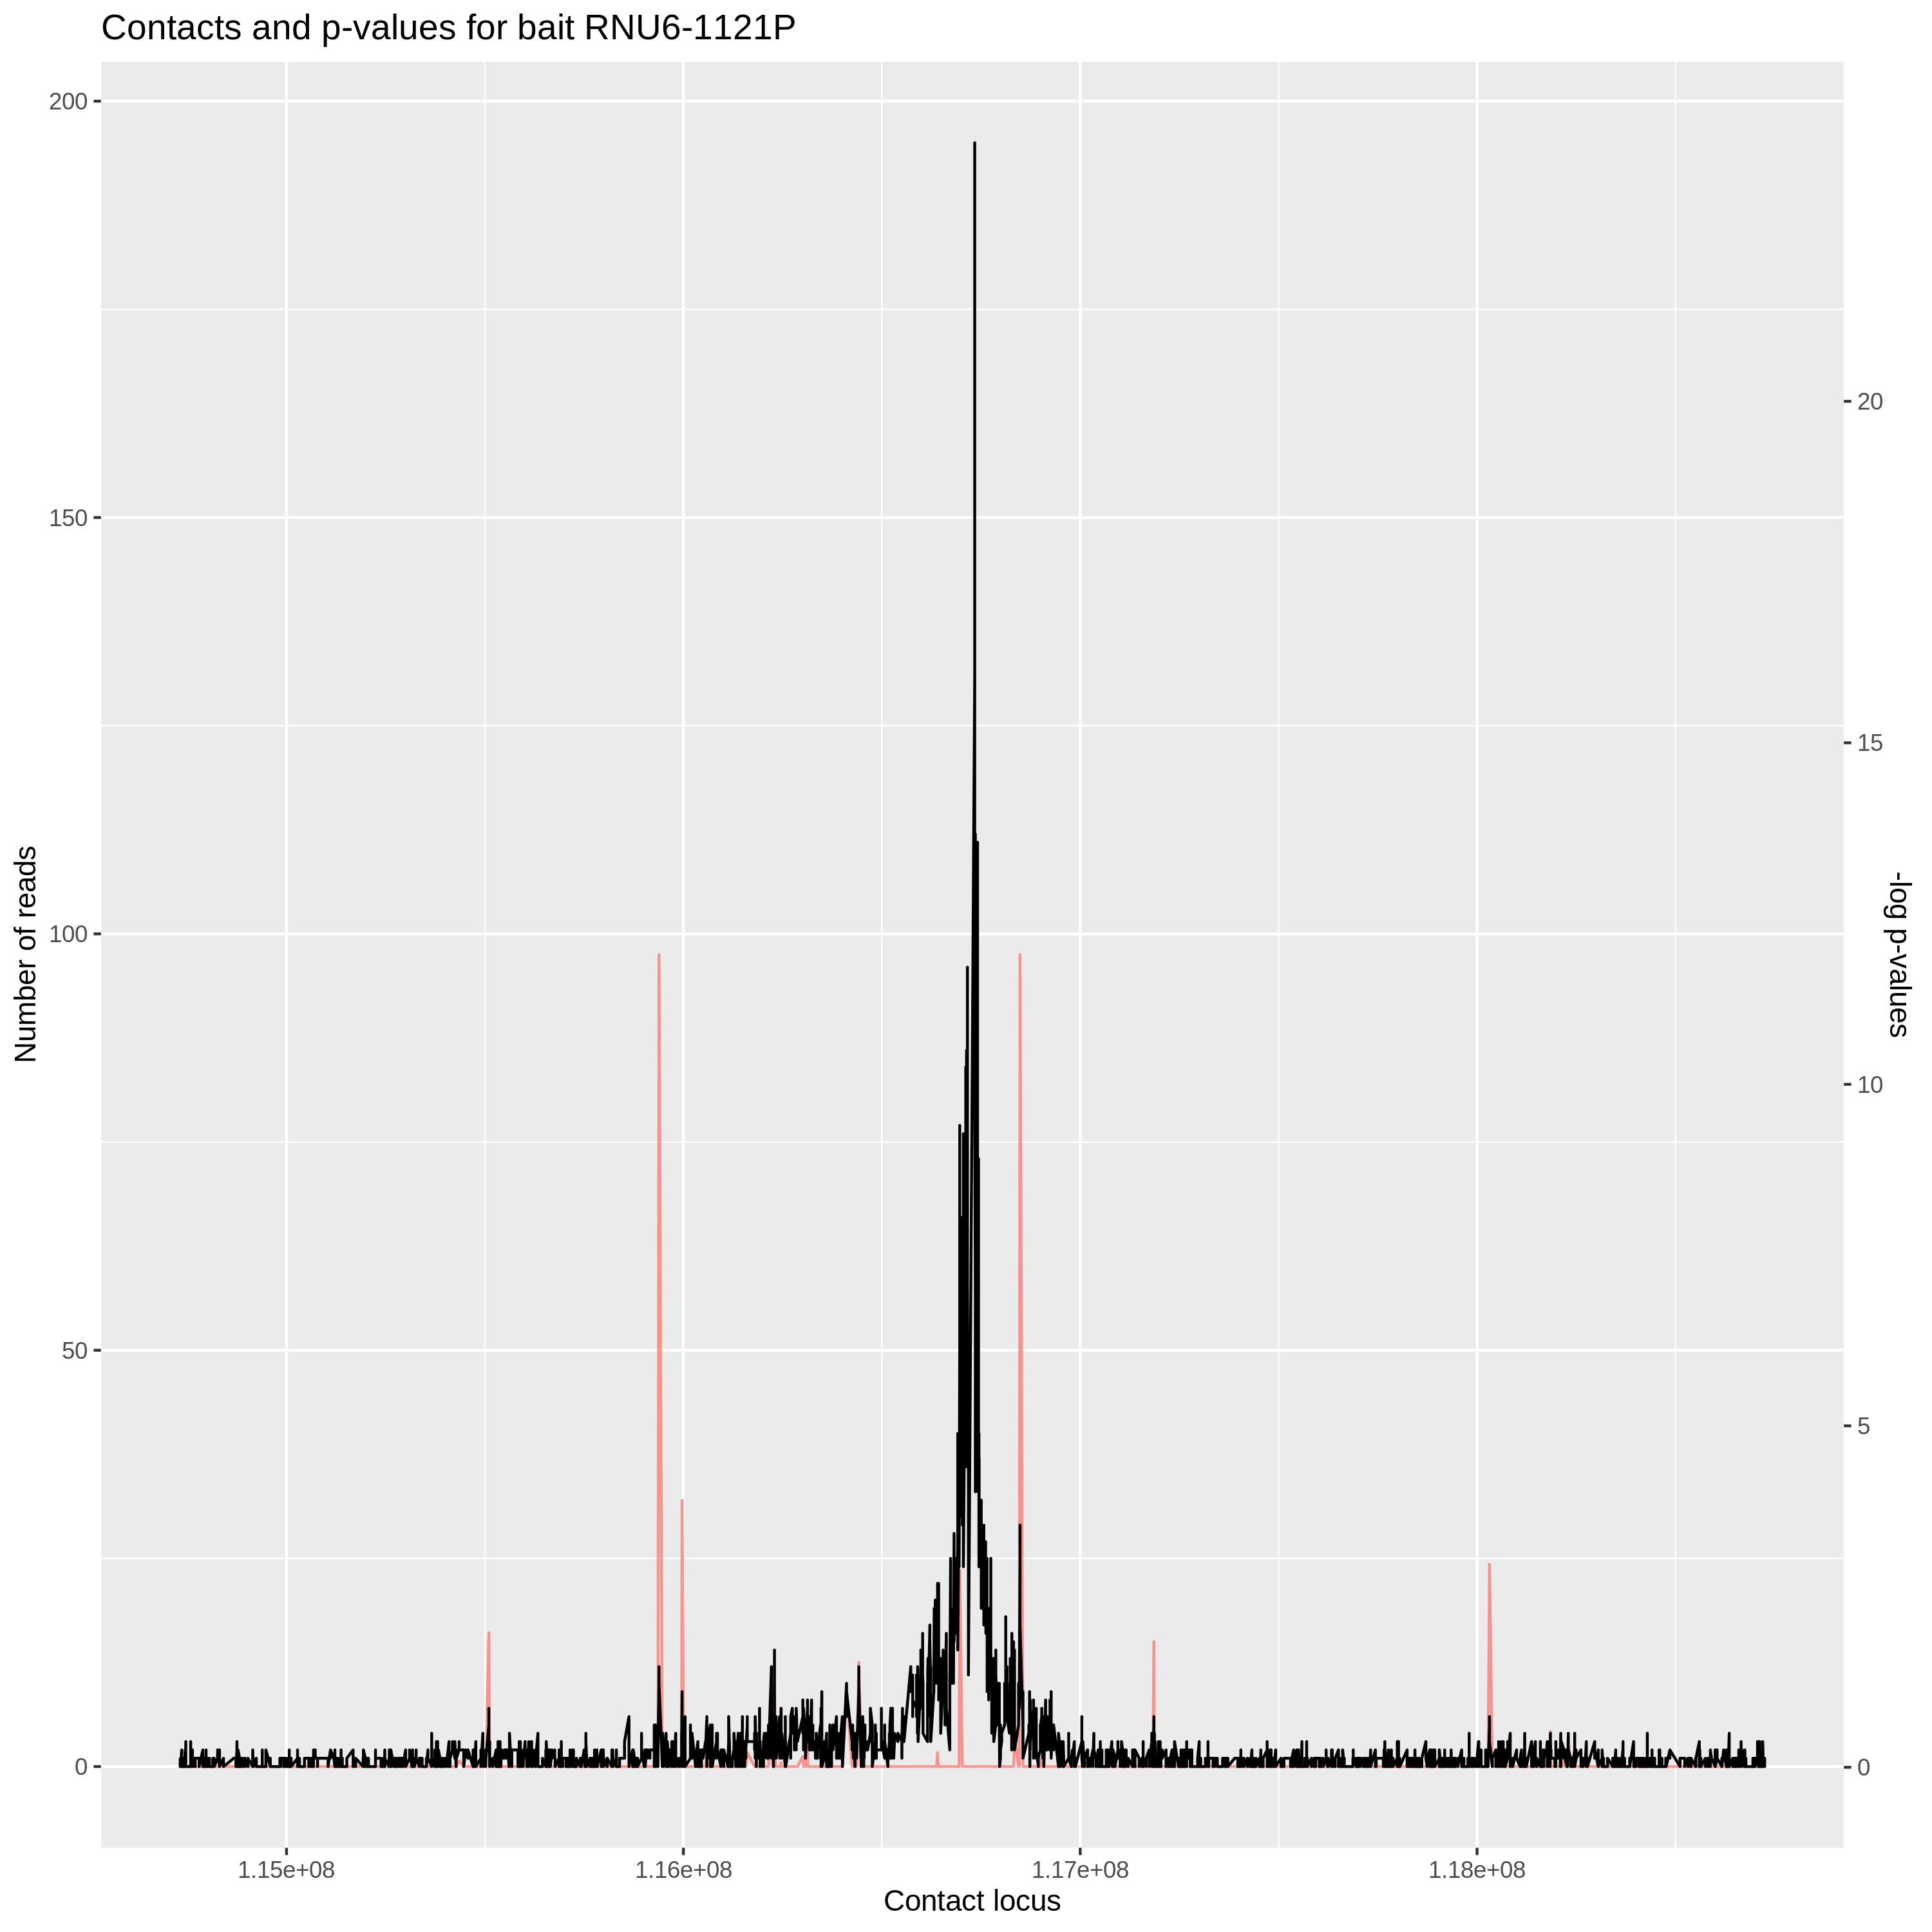 Contacts and p-values for bait RNU6-1121P
200
150
100
50
0
Number of reads
20
15
10
5
0
-log p-values
1.15e+08
1.16e+08
1.17e+08
1.18e+08
Contact locus